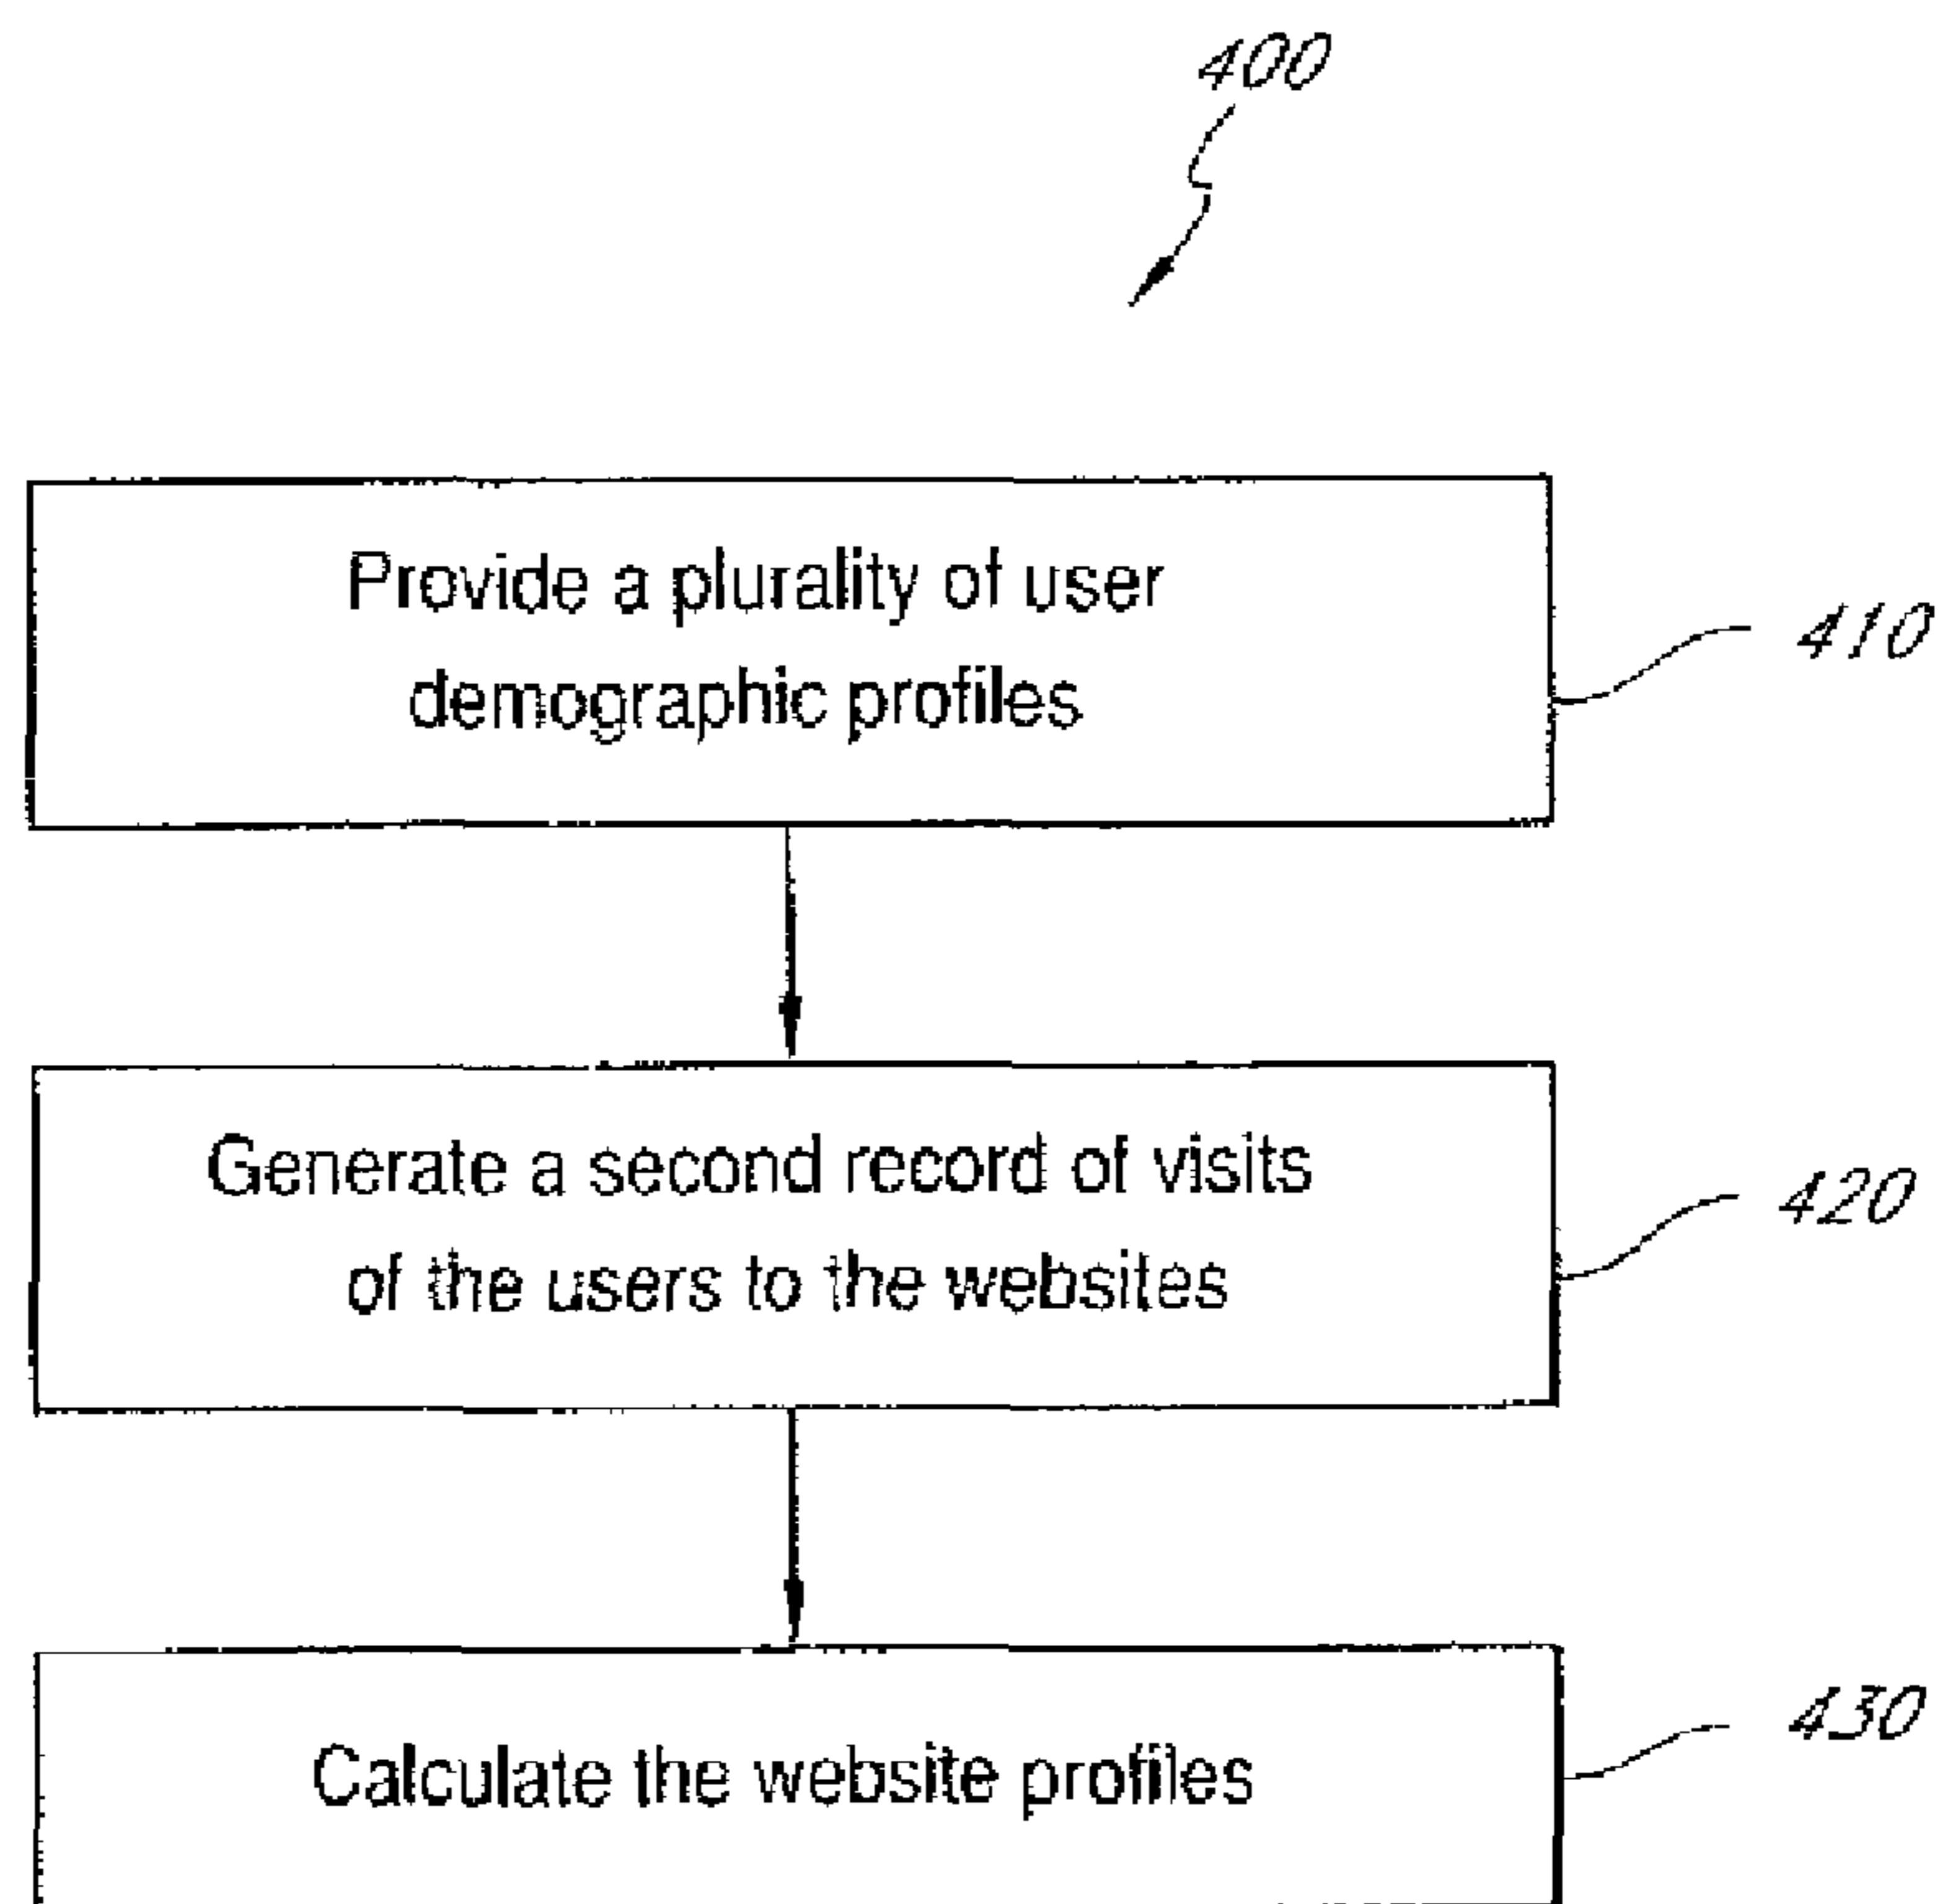 400
Provide a plurality of user
demographic profiles
410
Generate a second record of visits
of the users to the websites
420
Calculate the website profiles
430